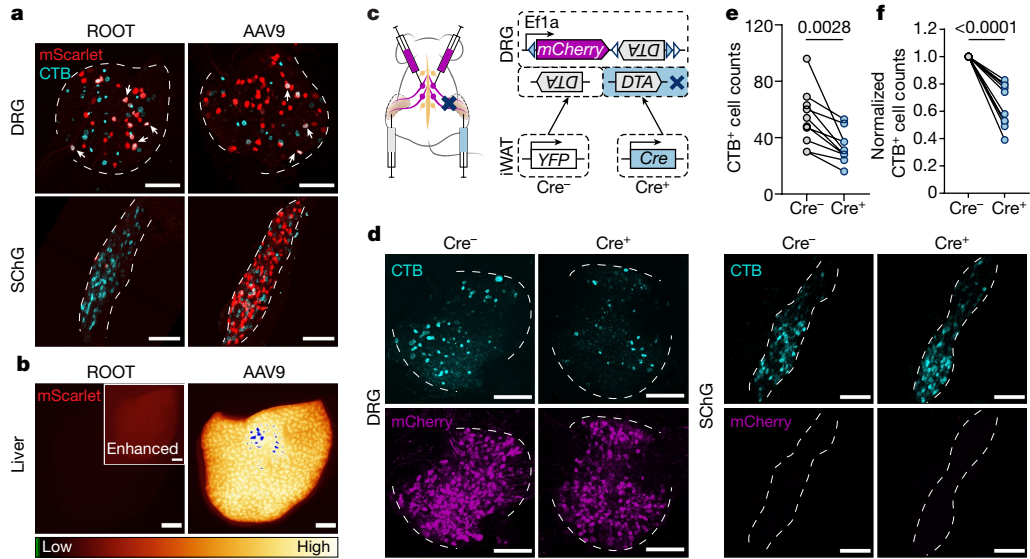 a
ROOT
AAV9
mScarlet
CTB
DRG
SChG
b
ROOT
AAV9
mScarlet
Enhanced
Liver
Low
High
c
DRG
Ef1a
mCherry
DTA
DTA
DTA
iWAT
YFP
Cre
Cre⁻
Cre⁺
d
Cre⁻
Cre⁺
Cre⁻
Cre⁺
CTB
CTB
DRG
SChG
mCherry
mCherry
e
0.0028
CTB⁺ cell counts
120
80
40
0
Cre⁻
Cre⁺
f
<0.0001
Normalized
CTB⁺ cell counts
1.2
1.0
0.8
0.6
0.4
0.2
0
Cre⁻
Cre⁺